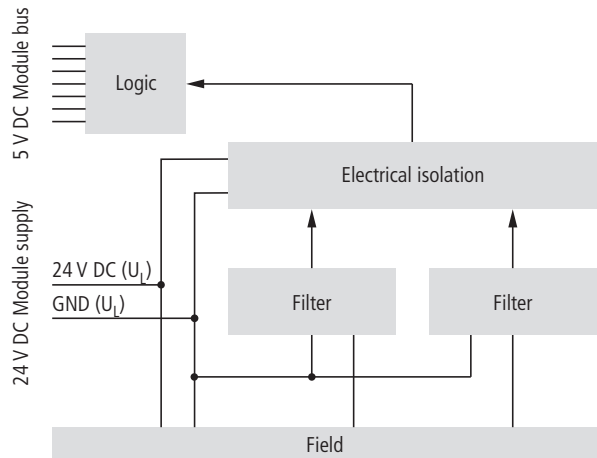 5 V DC Module bus
Logic
Electrical isolation
24 V DC Module supply
24 V DC (UL)
GND (UL)
Filter
Filter
Field